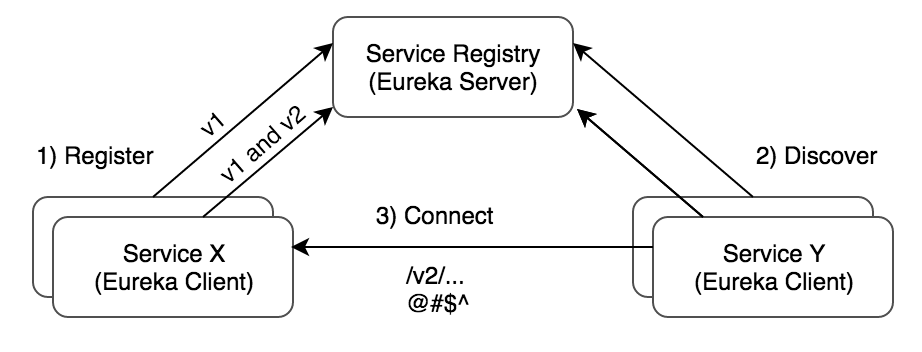 Service Registry
(Eureka Server)
v1
v1 and v2
1) Register
2) Discover
3) Connect
Service X
(Eureka Client)
/v2/...
@#$^
Service Y
(Eureka Client)